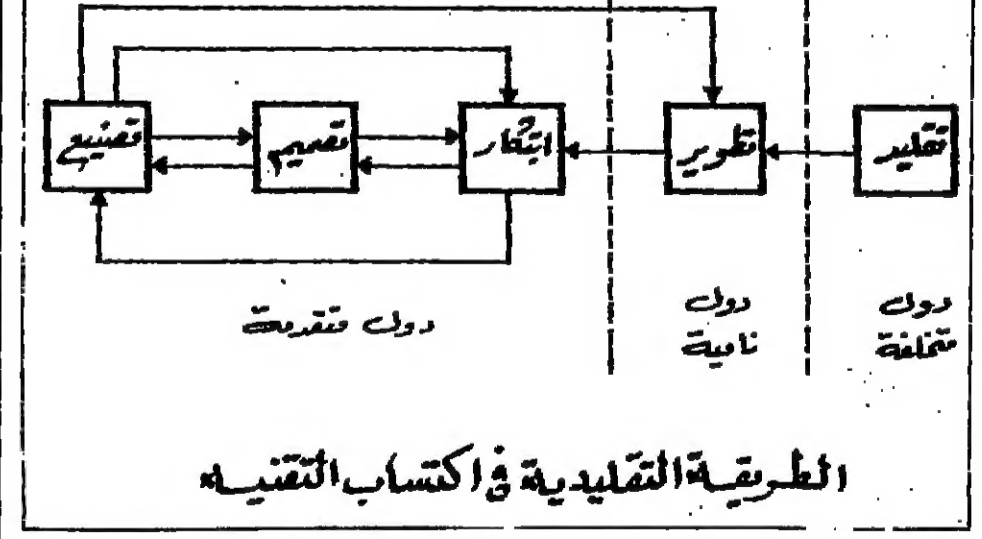 تقليد
تطوير
ابتكار
تصميم
تصنيع
دول
متخلفة
دول
نامية
دول متقدمة
الطريقة التقليدية في اكتساب التقنية